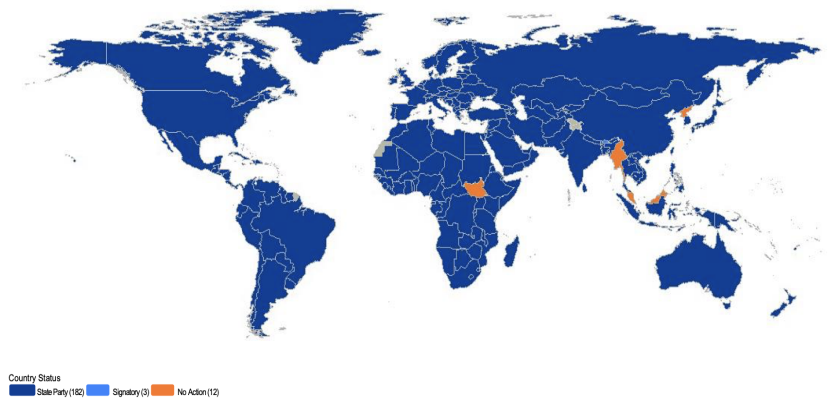 Country Status
State Party (182) Signatory (3) No Action (12)